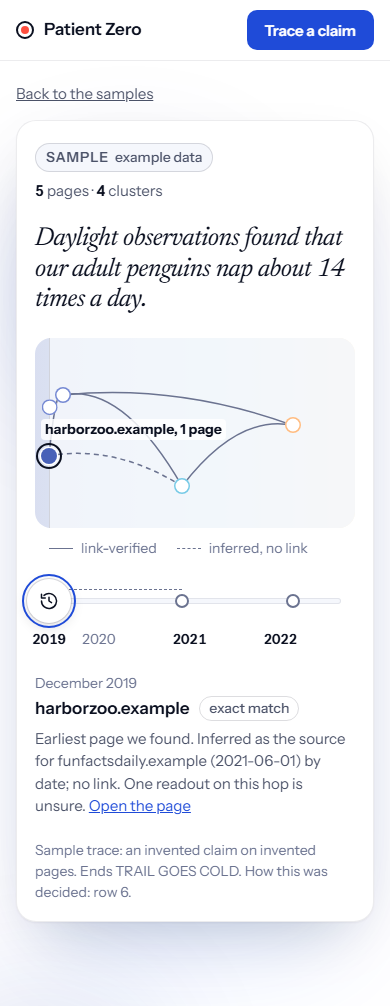 Patient Zero
Trace a claim
Back to the samples
SAMPLE example data
5 pages · 4 clusters
Daylight observations found that
our adult penguins nap about 14
times a day.
harborzoo.example, 1 page
link-verified
inferred, no link
2019 2020 2021 2022
December 2019
harborzoo.example exact match
Earliest page we found. Inferred as the source
for funfactsdaily.example (2021-06-01) by
date; no link. One readout on this hop is
unsure. Open the page
Sample trace: an invented claim on invented
pages. Ends TRAIL GOES COLD. How this was
decided: row 6.